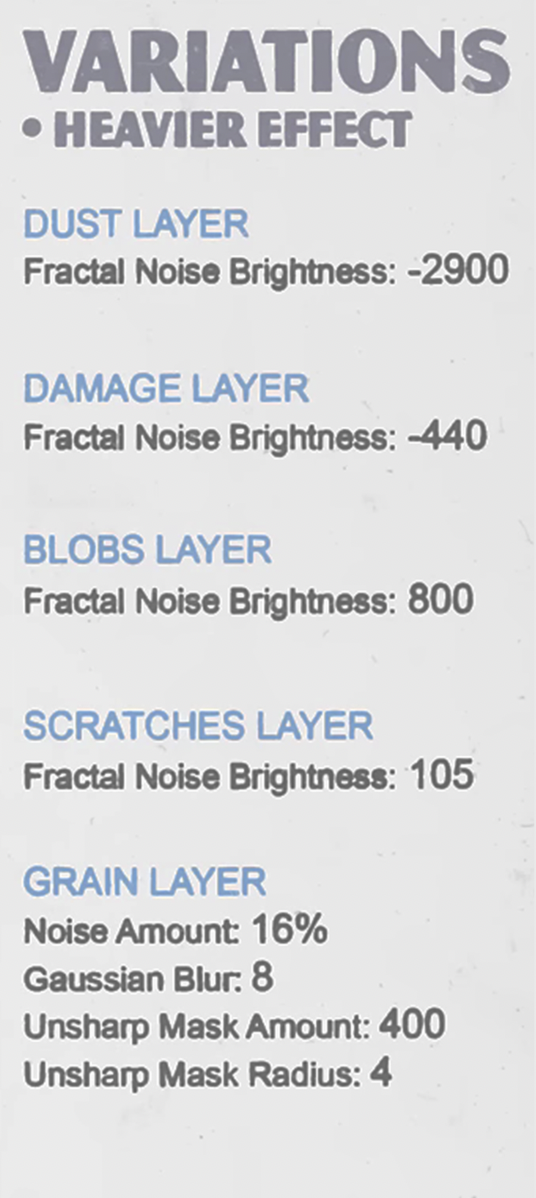 VARIATIONS
• HEAVIER EFFECT
DUST LAYER
Fractal Noise Brightness: -2900
DAMAGE LAYER
Fractal Noise Brightness: -440
BLOBS LAYER
Fractal Noise Brightness: 800
SCRATCHES LAYER
Fractal Noise Brightness: 105
GRAIN LAYER
Noise Amount: 16%
Gaussian Blur: 8
Unsharp Mask Amount: 400
Unsharp Mask Radius: 4